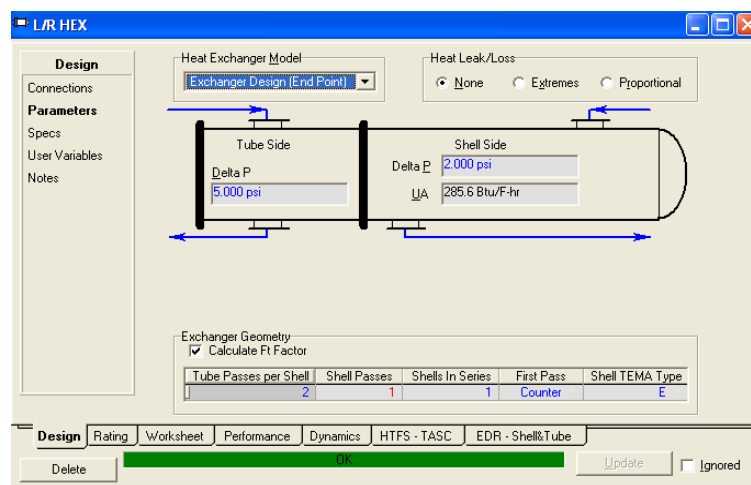 L/R HEX
Design
Connections
Parameters
Specs
User Variables
Notes
Heat Exchanger Model
Exchanger Design (End Point)
Heat Leak/Loss
None Extremes Proportional
Tube Side
Delta P
5.000 psi
Shell Side
Delta P 2.000 psi
UA 285.6 Btu/F-hr
Exchanger Geometry
Calculate Ft Factor
Tube Passes per Shell Shell Passes Shells In Series First Pass Shell TEMA Type
2 1 1 Counter E
Design Rating Worksheet Performance Dynamics HTFS - TASC EDR - Shell&Tube
Delete OK Update Ignored